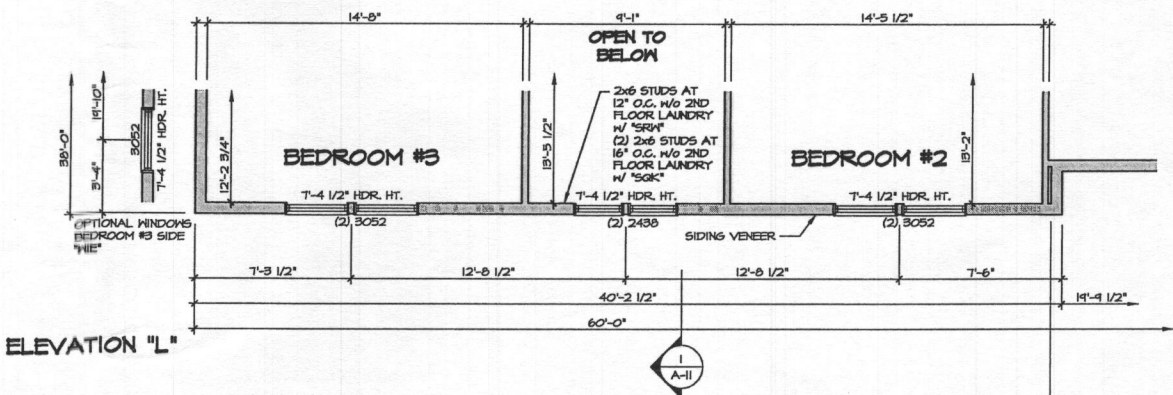 14'-8"
9'-1"
14'-5 1/2"
OPEN TO
BELOW
2x6 STUDS AT
12" O.C. W/o 2ND
FLOOR LAUNDRY
W/ "SRW"
(2) 2x6 STUDS AT
16" O.C. W/o 2ND
FLOOR LAUNDRY
W/ "SGK"
38'-0"
19'-10"
3'-4"
3052
7'-4 1/2" HDR. HT.
12'-2 3/4"
BEDROOM #3
13'-5 1/2"
BEDROOM #2
13'-2"
7'-4 1/2" HDR. HT.
7'-4 1/2" HDR. HT.
7'-4 1/2" HDR. HT.
(2) 3052
(2) 2438
(2) 3052
SIDING VENEER
OPTIONAL WINDOWS
BEDROOM #3 SIDE
"WIE"
7'-3 1/2"
12'-8 1/2"
12'-8 1/2"
7'-6"
40'-2 1/2"
19'-9 1/2"
60'-0"
ELEVATION "L"
1
A-11